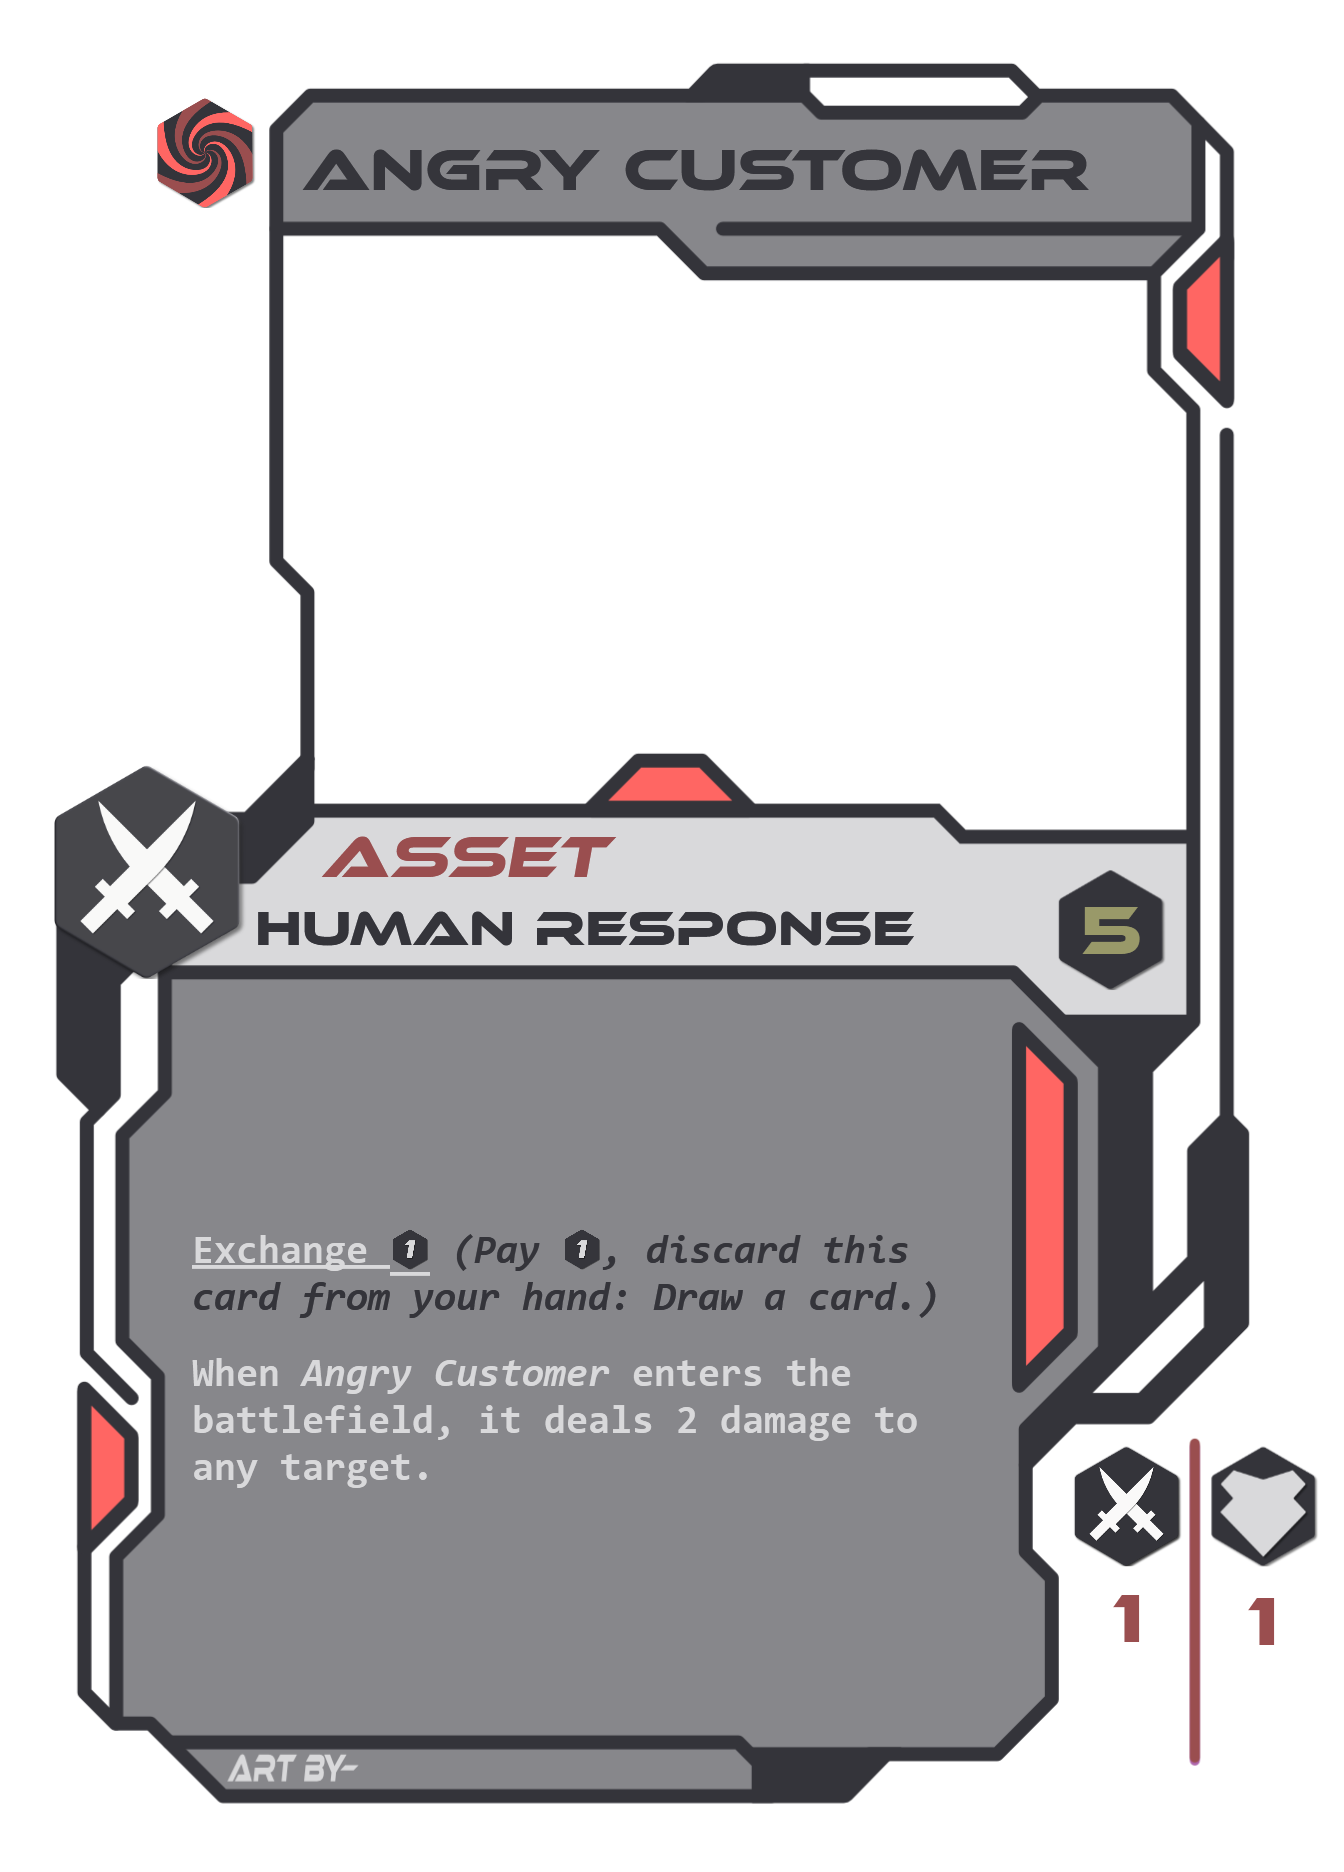 ANGRY CUSTOMER
ASSET
HUMAN RESPONSE
5
Exchange 1 (Pay 1, discard this
card from your hand: Draw a card.)
When Angry Customer enters the
battlefield, it deals 2 damage to
any target.
1
1
ART BY-